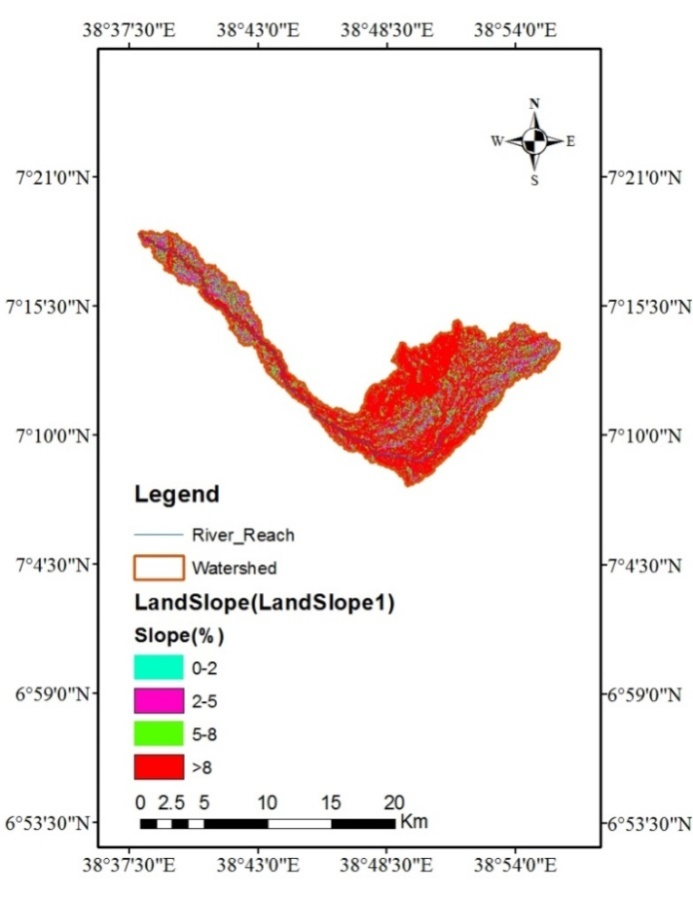 38°37'30"E 38°43'0"E 38°48'30"E 38°54'0"E
N
W E
S
7°21'0"N 7°21'0"N
7°15'30"N 7°15'30"N
7°10'0"N 7°10'0"N
Legend
River_Reach
7°4'30"N 7°4'30"N
Watershed
LandSlope(LandSlope1)
Slope(%)
0-2
6°59'0"N 6°59'0"N
2-5
5-8
>8
0 2.5 5 10 15 20
Km
6°53'30"N 6°53'30"N
38°37'30"E 38°43'0"E 38°48'30"E 38°54'0"E